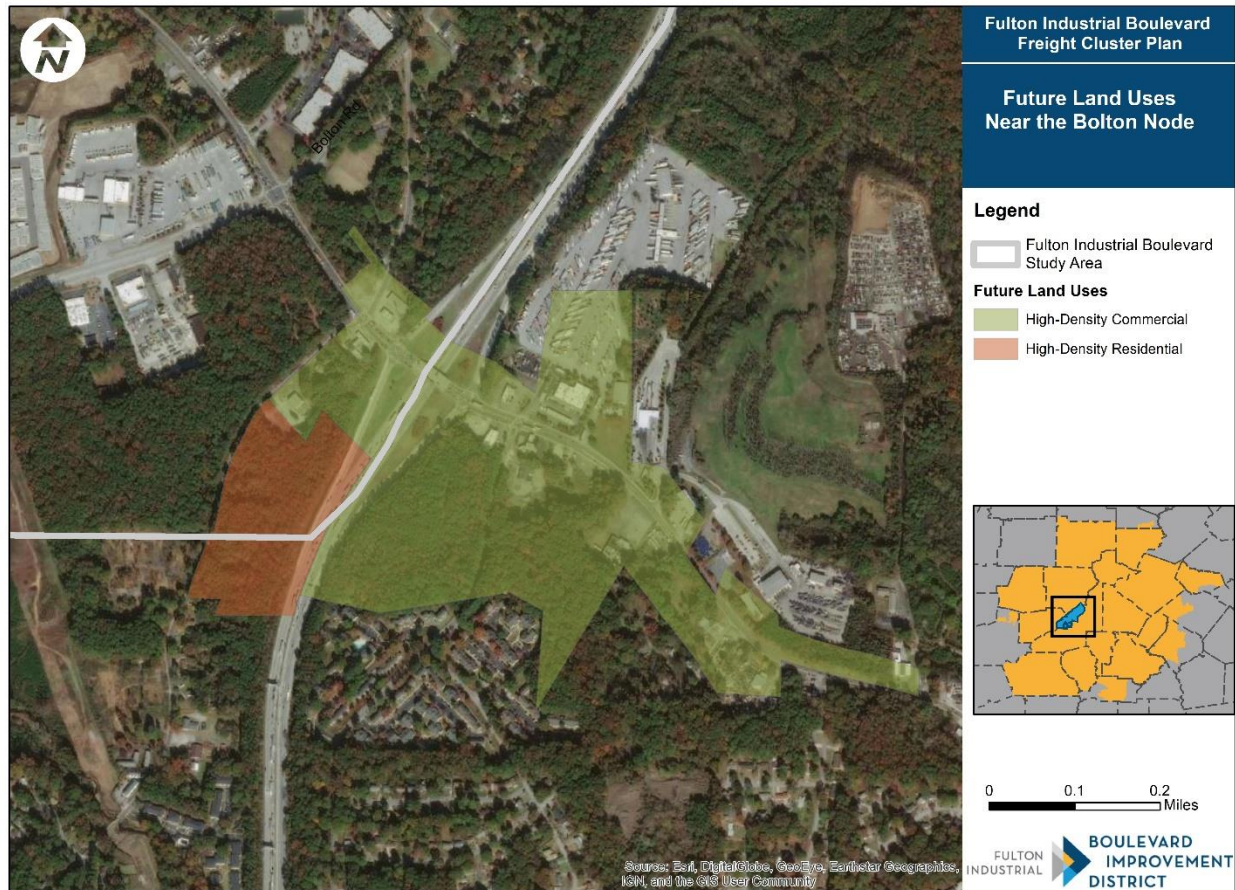 Fulton Industrial Boulevard
Freight Cluster Plan
Future Land Uses
Near the Bolton Node
Legend
Fulton Industrial Boulevard
Study Area
Future Land Uses
High-Density Commercial
High-Density Residential
N
Bolton Rd
0 0.1 0.2
Miles
Source: Esri, DigitalGlobe, GeoEye, Earthstar Geographics,
IGN, and the GIS User Community
FULTON
INDUSTRIAL
BOULEVARD
IMPROVEMENT
DISTRICT